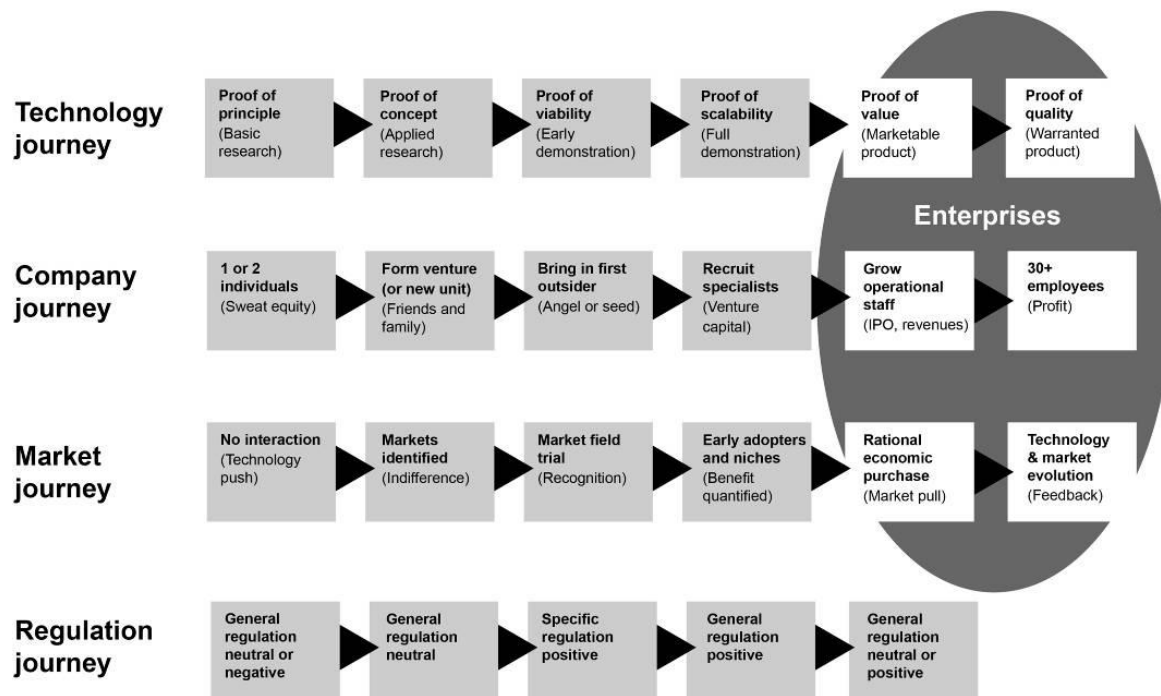 Technology
journey
Proof of
principle
(Basic
research)
Proof of
concept
(Applied
research)
Proof of
viability
(Early
demonstration)
Proof of
scalability
(Full
demonstration)
Proof of
value
(Marketable
product)
Proof of
quality
(Warranted
product)
Enterprises
Company
journey
1 or 2
individuals
(Sweat equity)
Form venture
(or new unit)
(Friends and
family)
Bring in first
outsider
(Angel or seed)
Recruit
specialists
(Venture
capital)
Grow
operational
staff
(IPO, revenues)
30+
employees
(Profit)
Market
journey
No interaction
(Technology
push)
Markets
identified
(Indifference)
Market field
trial
(Recognition)
Early adopters
and niches
(Benefit
quantified)
Rational
economic
purchase
(Market pull)
Technology
& market
evolution
(Feedback)
Regulation
journey
General
regulation
neutral or
negative
General
regulation
neutral
Specific
regulation
positive
General
regulation
positive
General
regulation
neutral or
positive